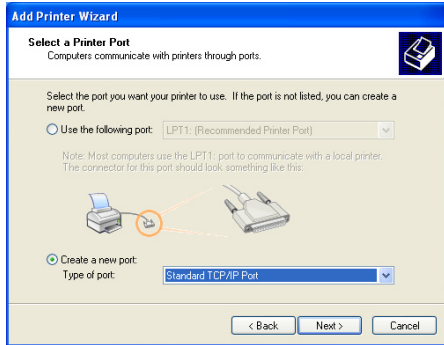 Add Printer Wizard
Select a Printer Port
Computers communicate with printers through ports.
Select the port you want your printer to use. If the port is not listed, you can create a
new port.
Use the following port: LPT1: (Recommended Printer Port)
Note: Most computers use the LPT1: port to communicate with a local printer.
The connector for this port should look something like this:
Create a new port:
Type of port: Standard TCP/IP Port
< Back Next > Cancel